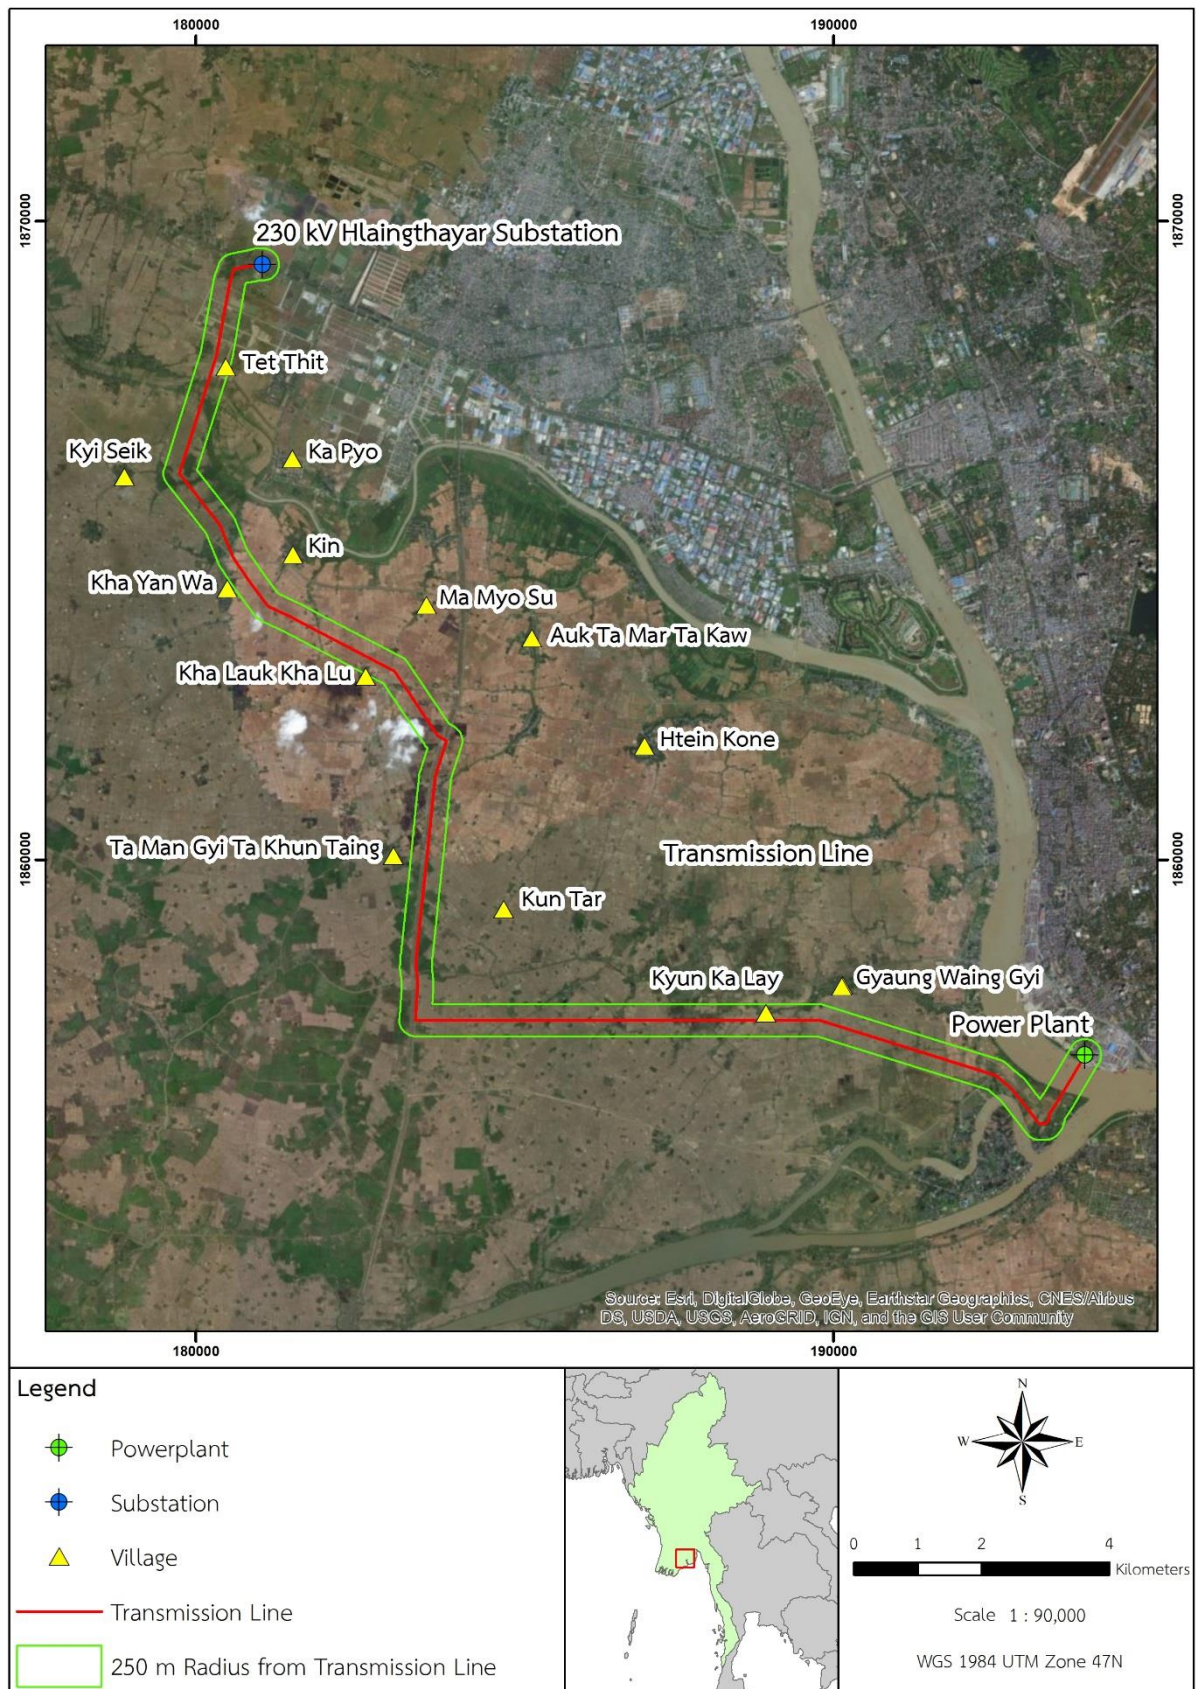 180000
190000
1870000
1870000
230 kV Hlaingthayar Substation
Tet Thit
Kyi Seik
Ka Pyo
Kin
Kha Yan Wa
Ma Myo Su
Auk Ta Mar Ta Kaw
Kha Lauk Kha Lu
Htein Kone
1860000
1860000
Ta Man Gyi Ta Khun Taing
Transmission Line
Kun Tar
Kyun Ka Lay
Gyaung Waing Gyi
Power Plant
Source: Esri, DigitalGlobe, GeoEye, Earthstar Geographics, CNES/Airbus
DS, USDA, USGS, AeroGRID, IGN, and the GIS User Community
180000
190000
Legend
Powerplant
Substation
Village
Transmission Line
250 m Radius from Transmission Line
N
W
E
S
0 1 2 4
Kilometers
Scale 1 : 90,000
WGS 1984 UTM Zone 47N